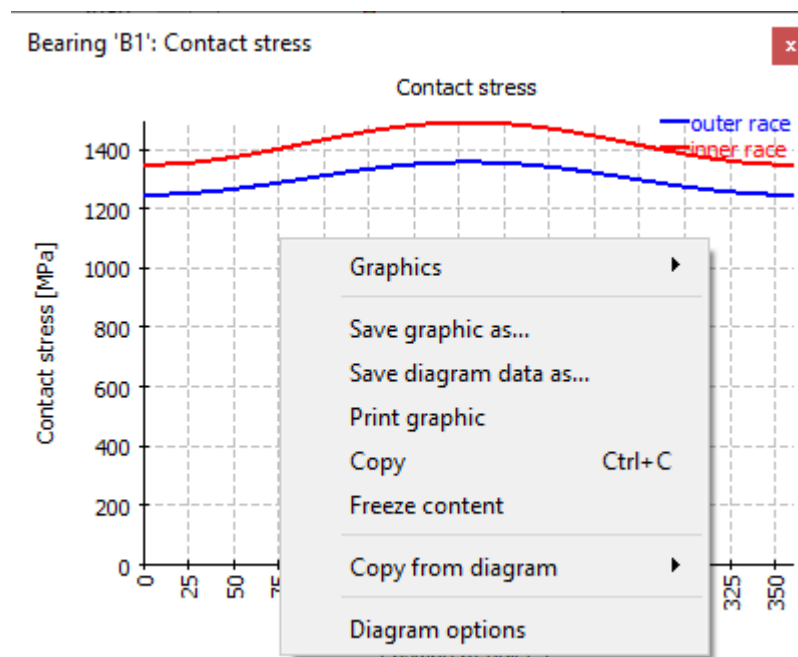 Bearing 'B1': Contact stress
x
Contact stress
outer race
inner race
Contact stress [MPa]
1400
1200
1000
800
600
400
200
0
0
25
50
325
350
Graphics
Save graphic as...
Save diagram data as...
Print graphic
Copy Ctrl+C
Freeze content
Copy from diagram
Diagram options